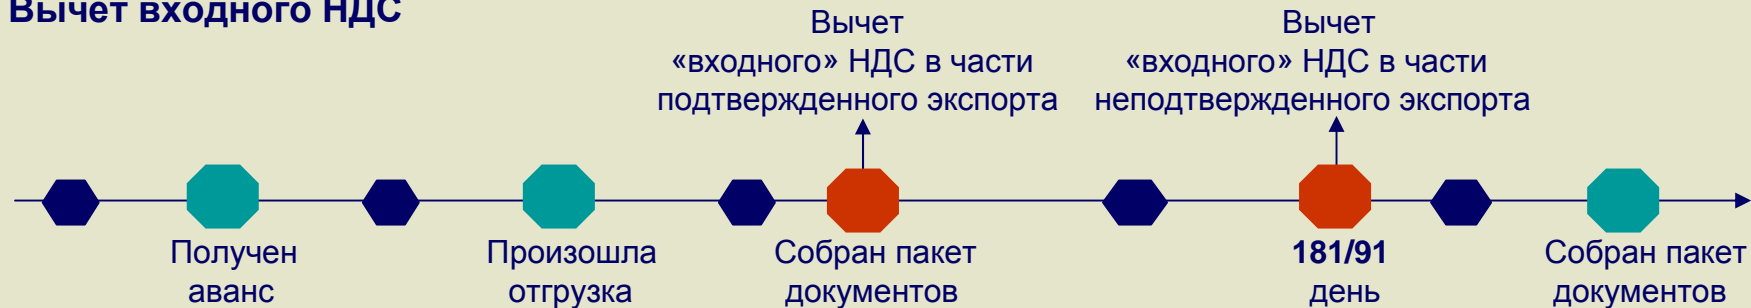 Вычет входного НДС
Вычет
«входного» НДС в части
подтвержденного экспорта
Вычет
«входного» НДС в части
неподтвержденного экспорта
Получен
аванс
Произошла
отгрузка
Собран пакет
документов
181/91
день
Собран пакет
документов